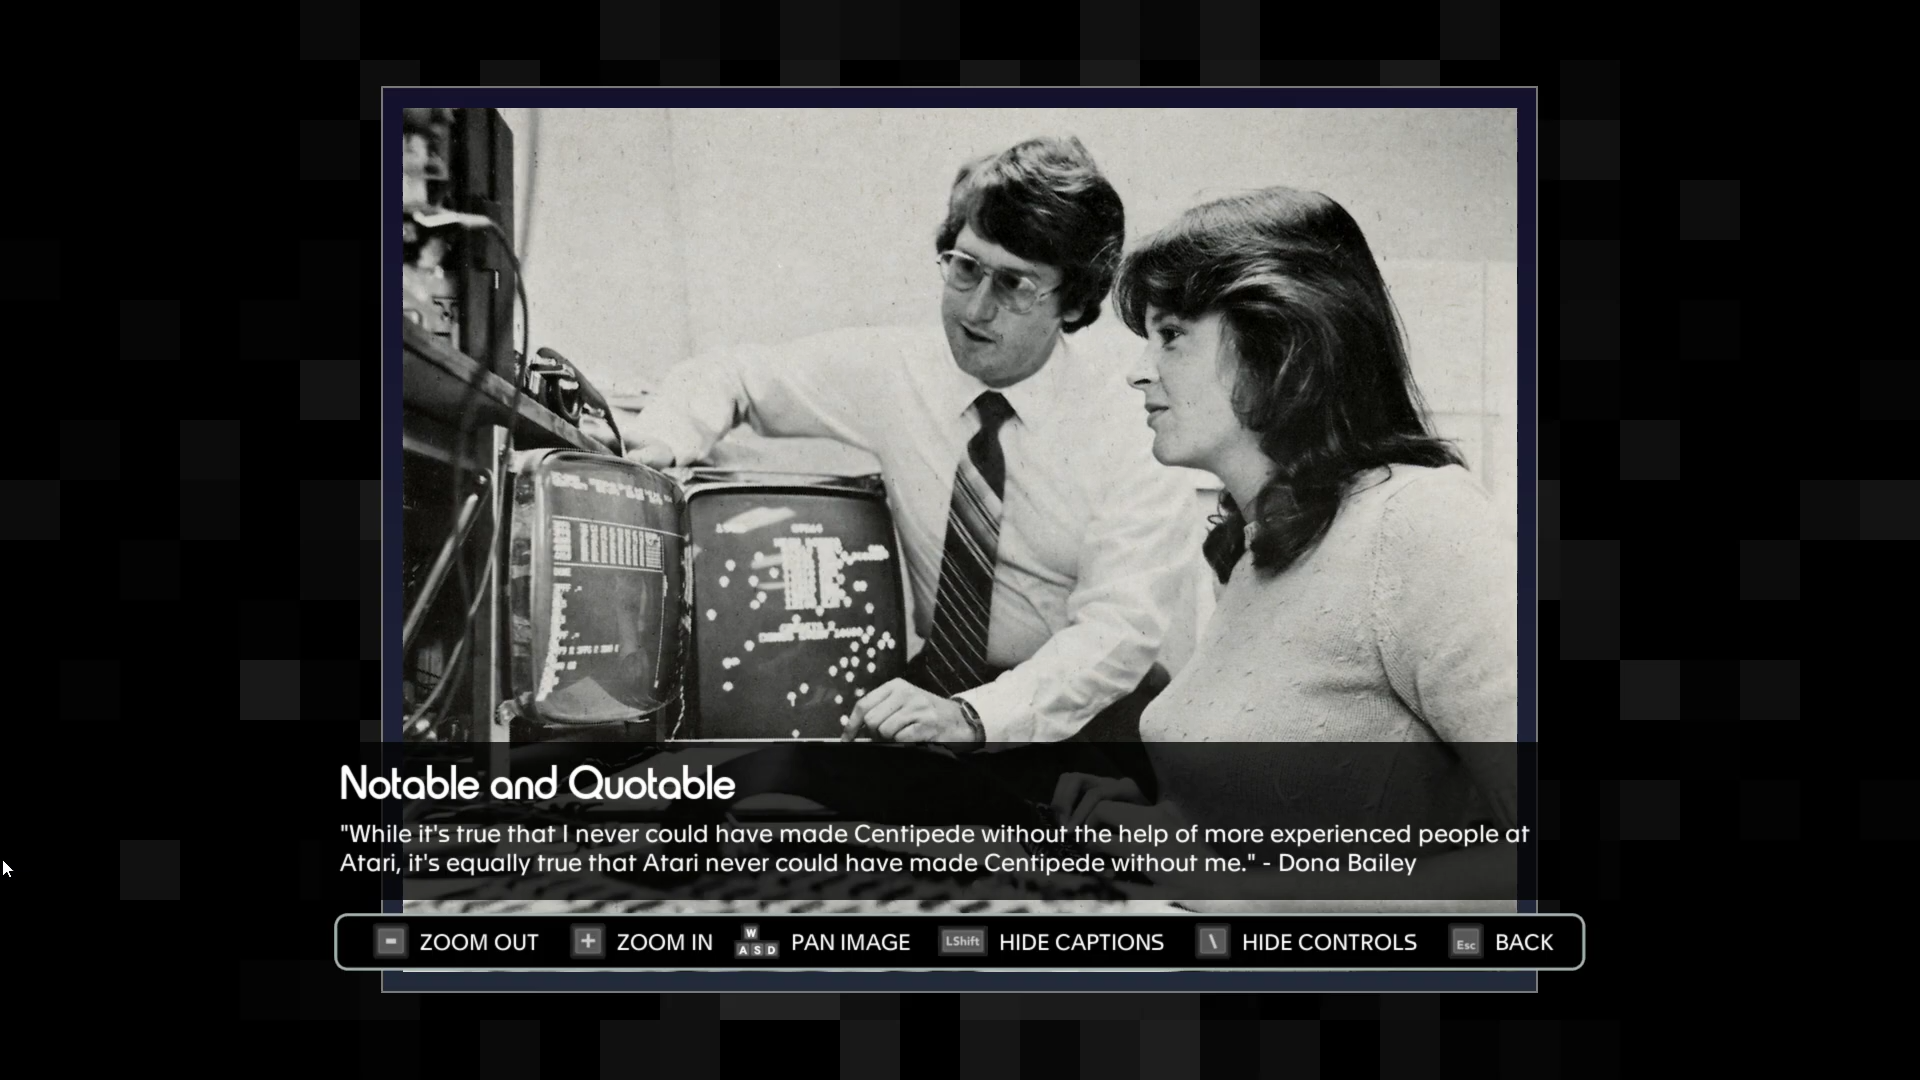 Notable and Quotable
"While it's true that I never could have made Centipede without the help of more experienced people at
Atari, it's equally true that Atari never could have made Centipede without me." - Dona Bailey
- ZOOM OUT + ZOOM IN W A S D PAN IMAGE LShift HIDE CAPTIONS \ HIDE CONTROLS Esc BACK